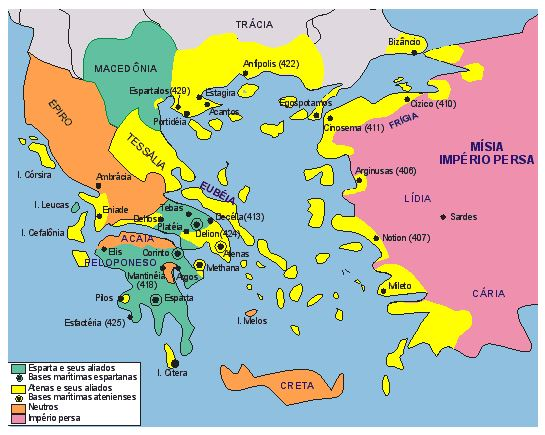 TRÁCIA
Bizâncio
MACEDÔNIA
Anfípolis (422)
Espartalos (429)
Estagira
Acantos
Potidéia
Egospotamos
Cizico (410)
Cinosema (411)
FRÍGIA
EPIRO
TESSÁLIA
MÍSIA
IMPÉRIO PERSA
I. Córsira
Ambrácia
Arginusas (406)
EUBÉIA
LÍDIA
I. Leucas
Eniade
Tebas
Decélia (413)
Sardes
Delfos
Platéia
Delion (424)
I. Cefalônia
ACAIA
Notion (407)
Elis
Corinto
Atenas
PELOPONESO
Methana
Mantinéia
(418)
Argos
Mileto
CÁRIA
Pilos
Esparta
Esfactéria (425)
I. Melos
I. Citera
CRETA
Esparta e seus aliados
Bases marítimas espartanas
Atenas e seus aliados
Bases marítimas atenienses
Neutros
Império persa